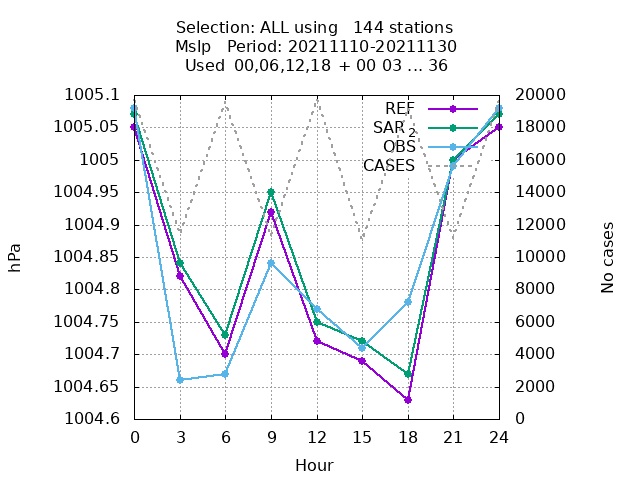 Selection: ALL using   144 stations
Mslp   Period: 20211110-20211130
Used  00,06,12,18 + 00 03 ... 36
1005.1
1005.05
1005
1004.95
1004.9
1004.85
1004.8
1004.75
1004.7
1004.65
1004.6
hPa
REF
SAR 2
OBS
CASES
20000
18000
16000
14000
12000
10000
8000
6000
4000
2000
0
No cases
0 3 6 9 12 15 18 21 24
Hour